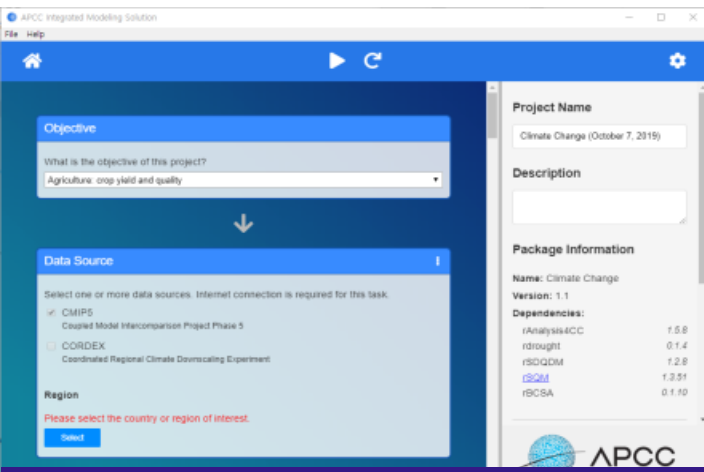 APCC Integrated Modeling Solution
File Help
Objective
What is the objective of this project?
Agriculture: crop yield and quality
Data Source
Select one or more data sources. Internet connection is required for this task.
CMIP5
Coupled Model Intercomparison Project Phase 5
CORDEX
Coordinated Regional Climate Downscaling Experiment
Region
Please select the country or region of interest.
Select
Project Name
Climate Change (October 7, 2019)
Description
Package Information
Name: Climate Change
Version: 1.1
Dependencies:
rAnalysis4CC 1.5.8
rdrought 0.1.4
rSDQDM 1.2.8
rSQM 1.3.51
rBCSA 0.1.10
APCC